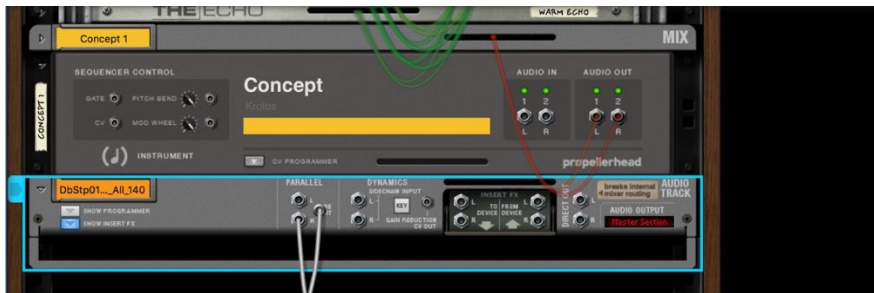 THE ECHO
WARM ECHO
Concept 1
MIX
SEQUENCER CONTROL
GATE
PITCH BEND
CV
MOD WHEEL
INSTRUMENT
CONCEPT 1
Concept
Krotos
CV PROGRAMMER
AUDIO IN
AUDIO OUT
1 2
1 2
L R
L R
propellerhead
DbStp01..._All_140
SHOW PROGRAMMER
SHOW INSERT FX
PARALLEL
L
R
DYNAMICS
SIDECHAIN INPUT
L
R
KEY
GAIN REDUCTION
CV OUT
INSERT FX
L
R
TO DEVICE
FROM DEVICE
L
R
DIRECT OUT
L
R
breaks internal
mixer routing
AUDIO
TRACK
AUDIO OUTPUT
Master Section